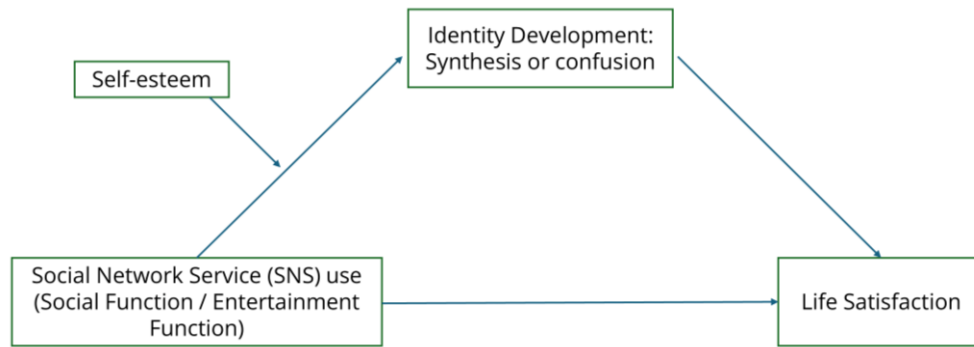 Identity Development:
Synthesis or confusion
Self-esteem
Social Network Service (SNS) use
(Social Function / Entertainment
Function)
Life Satisfaction